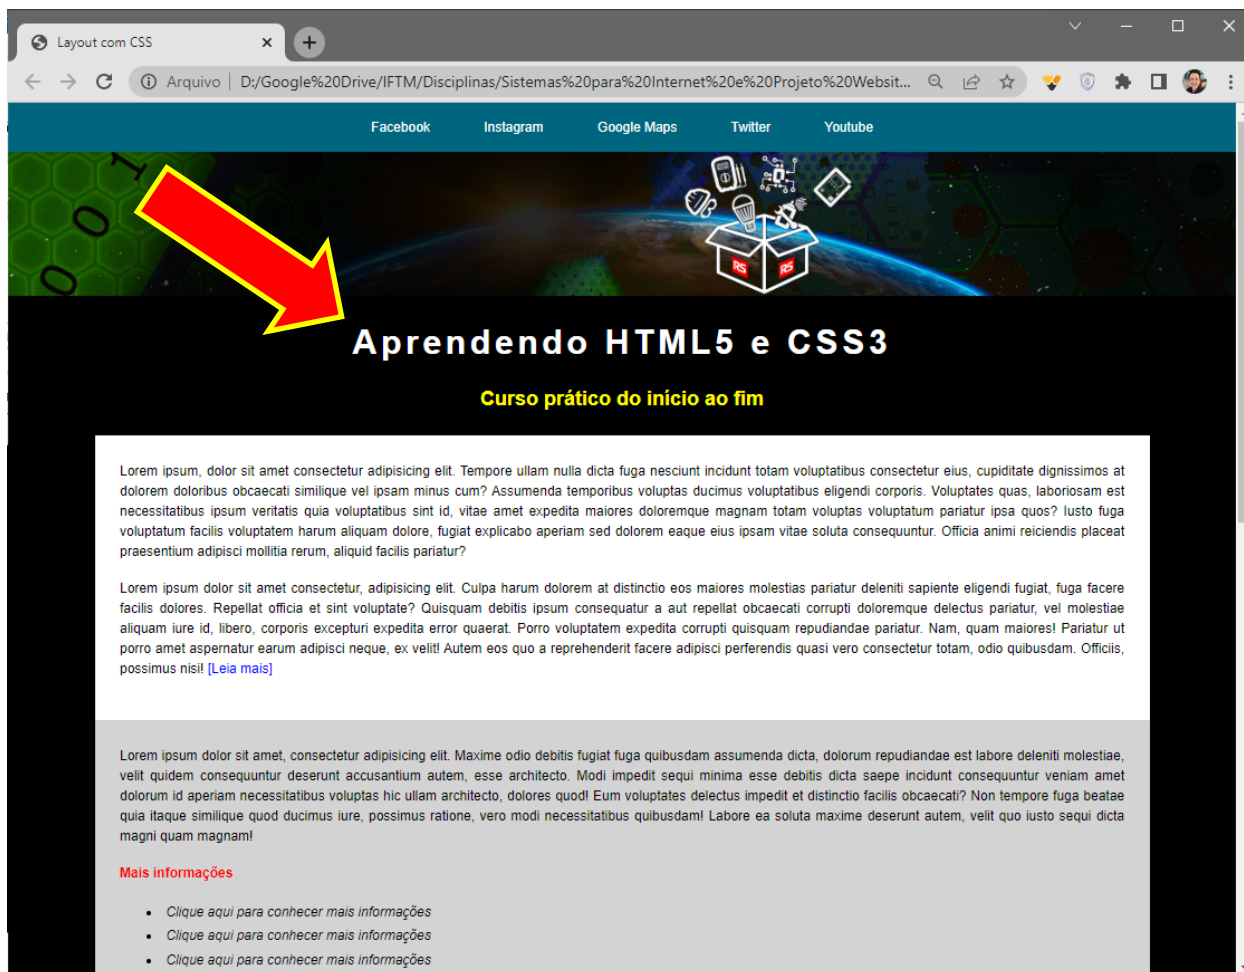 Layout com CSS
Arquivo | D:/Google%20Drive/IFTM/Disciplinas/Sistemas%20para%20Internet%20e%20Projeto%20Websit...
Facebook Instagram Google Maps Twitter Youtube
1
0
0
0
RS RS
Aprendendo HTML5 e CSS3
Curso prático do início ao fim
Lorem ipsum, dolor sit amet consectetur adipisicing elit. Tempore ullam nulla dicta fuga nesciunt incidunt totam voluptatibus consectetur eius, cupiditate dignissimos at
dolorem doloribus obcaecati similique vel ipsam minus cum? Assumenda temporibus voluptas ducimus voluptatibus eligendi corporis. Voluptates quas, laboriosam est
necessitatibus ipsum veritatis quia voluptatibus sint id, vitae amet expedita maiores doloremque magnam totam voluptas voluptatum pariatur ipsa quos? Iusto fuga
voluptatum facilis voluptatem harum aliquam dolore, fugiat explicabo aperiam sed dolorem eaque eius ipsam vitae soluta consequuntur. Officia animi reiciendis placeat
praesentium adipisci mollitia rerum, aliquid facilis pariatur?
Lorem ipsum dolor sit amet consectetur, adipisicing elit. Culpa harum dolorem at distinctio eos maiores molestias pariatur deleniti sapiente eligendi fugiat, fuga facere
facilis dolores. Repellat officia et sint voluptate? Quisquam debitis ipsum consequatur a aut repellat obcaecati corrupti doloremque delectus pariatur, vel molestiae
aliquam iure id, libero, corporis excepturi expedita error quaerat. Porro voluptatem expedita corrupti quisquam repudiandae pariatur. Nam, quam maiores! Pariatur ut
porro amet aspernatur earum adipisci neque, ex velit! Autem eos quo a reprehenderit facere adipisci perferendis quasi vero consectetur totam, odio quibusdam. Officiis,
possimus nisi! [Leia mais]
Lorem ipsum dolor sit amet, consectetur adipisicing elit. Maxime odio debitis fugiat fuga quibusdam assumenda dicta, dolorum repudiandae est labore deleniti molestiae,
velit quidem consequuntur deserunt accusantium autem, esse architecto. Modi impedit sequi minima esse debitis dicta saepe incidunt consequuntur veniam amet
dolorum id aperiam necessitatibus voluptas hic ullam architecto, dolores quod! Eum voluptates delectus impedit et distinctio facilis obcaecati? Non tempore fuga beatae
quia itaque similique quod ducimus iure, possimus ratione, vero modi necessitatibus quibusdam! Labore ea soluta maxime deserunt autem, velit quo iusto sequi dicta
magni quam magnam!
Mais informações
• Clique aqui para conhecer mais informações
• Clique aqui para conhecer mais informações
• Clique aqui para conhecer mais informações